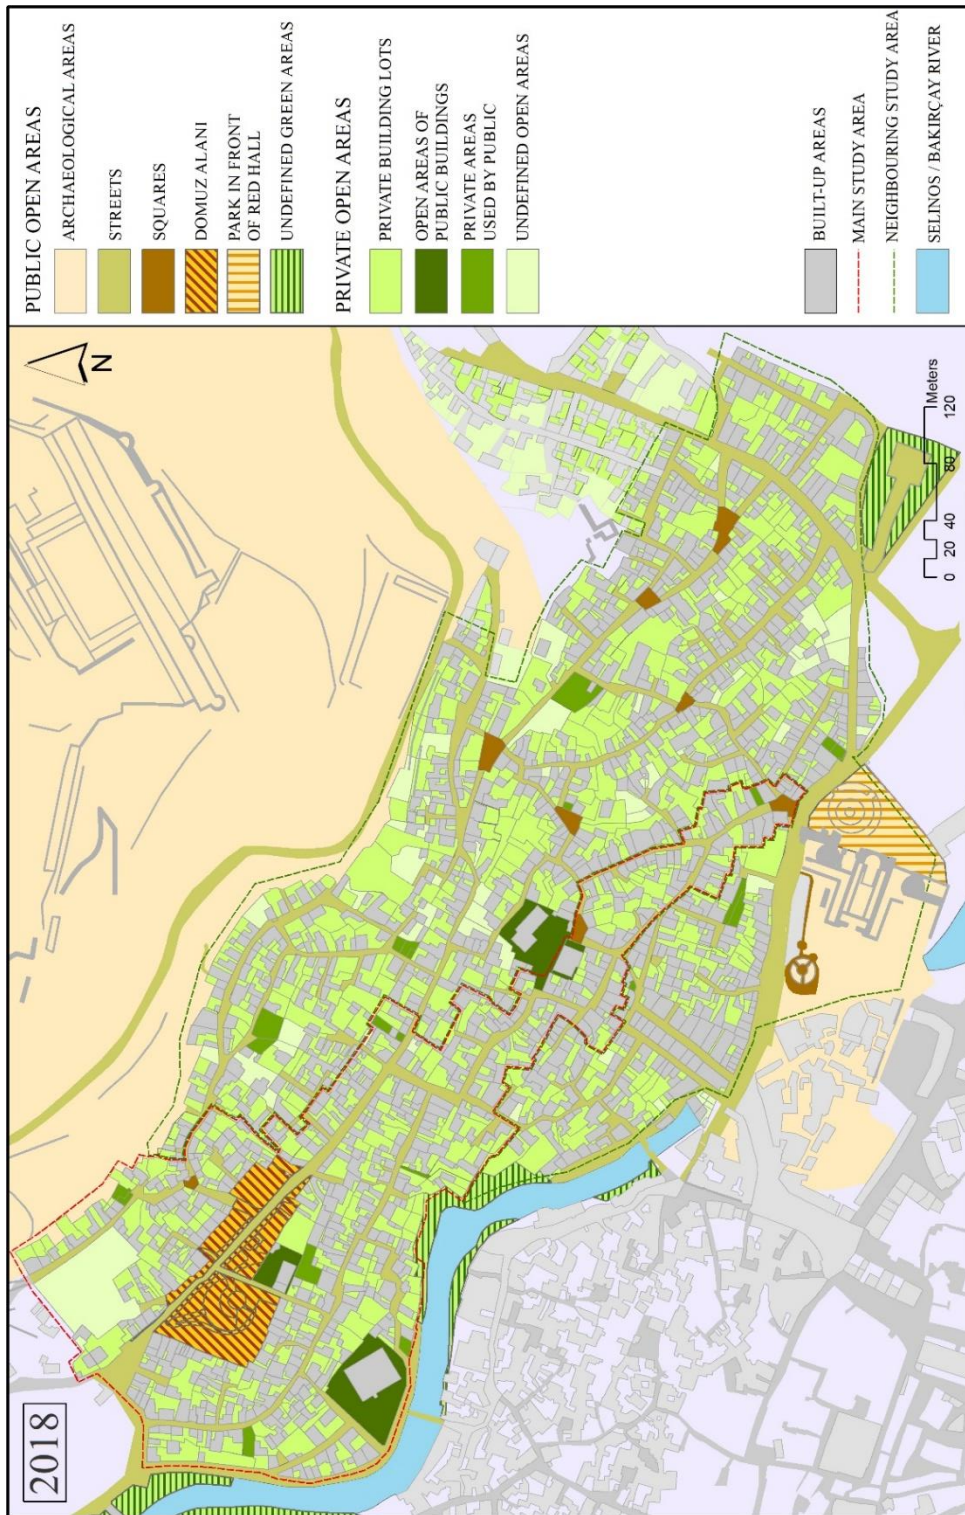 2018
N
0 20 40 80 120
Meters
PUBLIC OPEN AREAS
ARCHAEOLOGICAL AREAS
STREETS
SQUARES
DOMUZ ALANI
PARK IN FRONT
OF RED HALL
UNDEFINED GREEN AREAS
PRIVATE OPEN AREAS
PRIVATE BUILDING LOTS
OPEN AREAS OF
PUBLIC BUILDINGS
PRIVATE AREAS
USED BY PUBLIC
UNDEFINED OPEN AREAS
BUILT-UP AREAS
MAIN STUDY AREA
NEIGHBOURING STUDY AREA
SELINOS / BAKIRÇAY RIVER